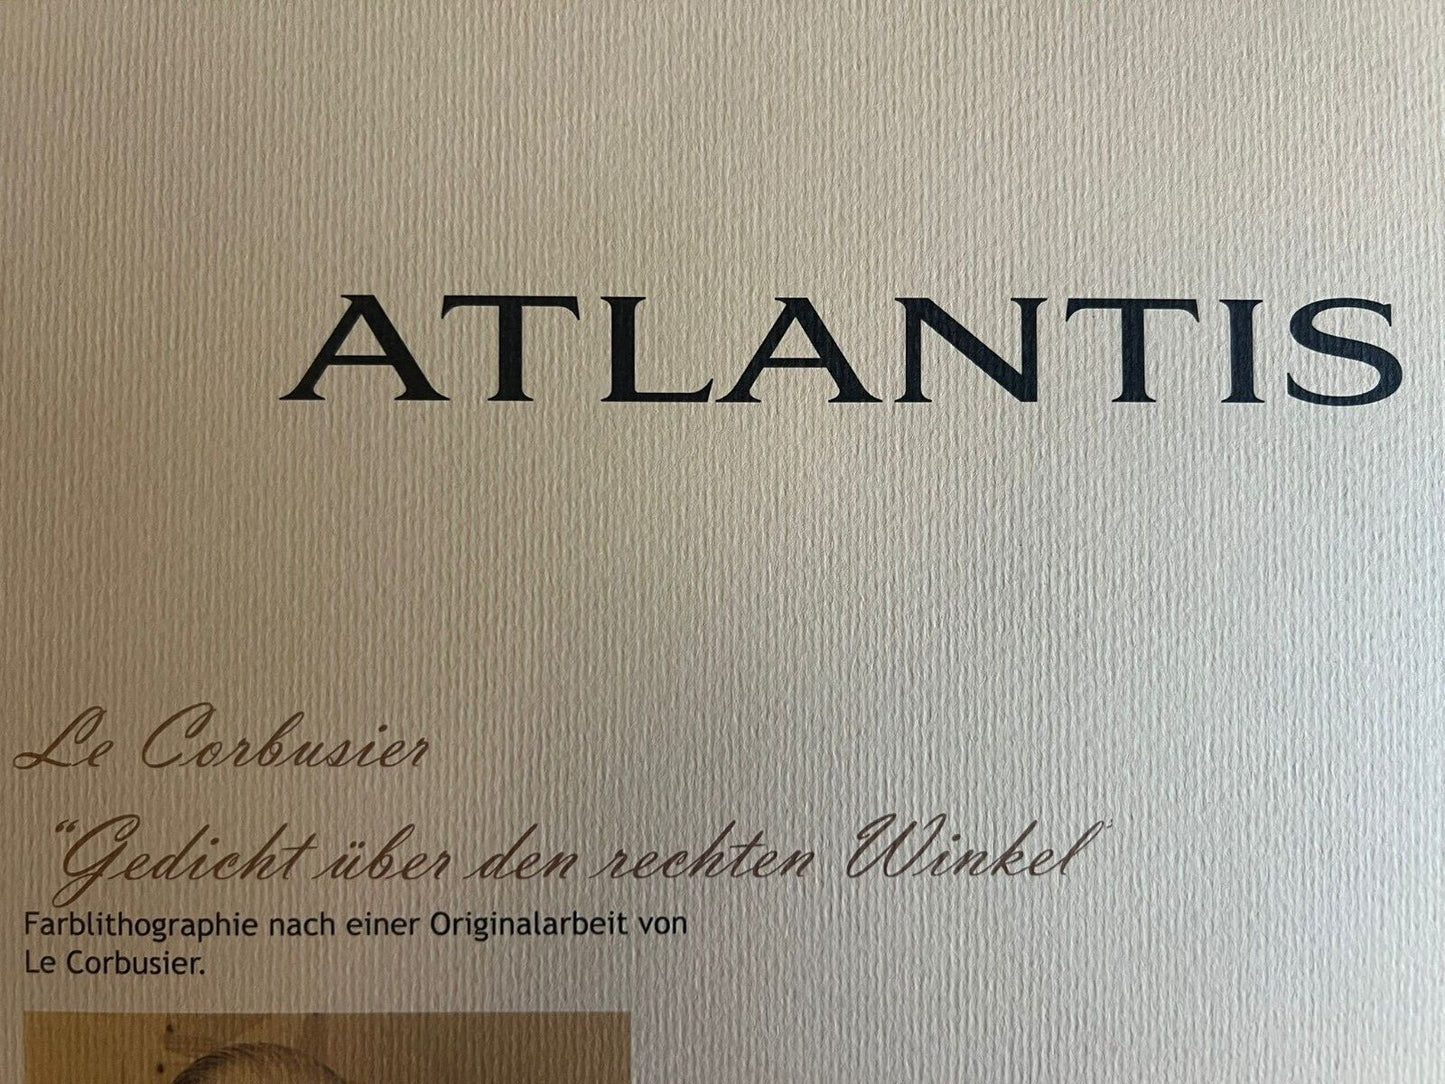 ATLANTIS
Le Corbusier
“Gedicht über den rechten Winkel’
Farblithographie nach einer Originalarbeit von
Le Corbusier.